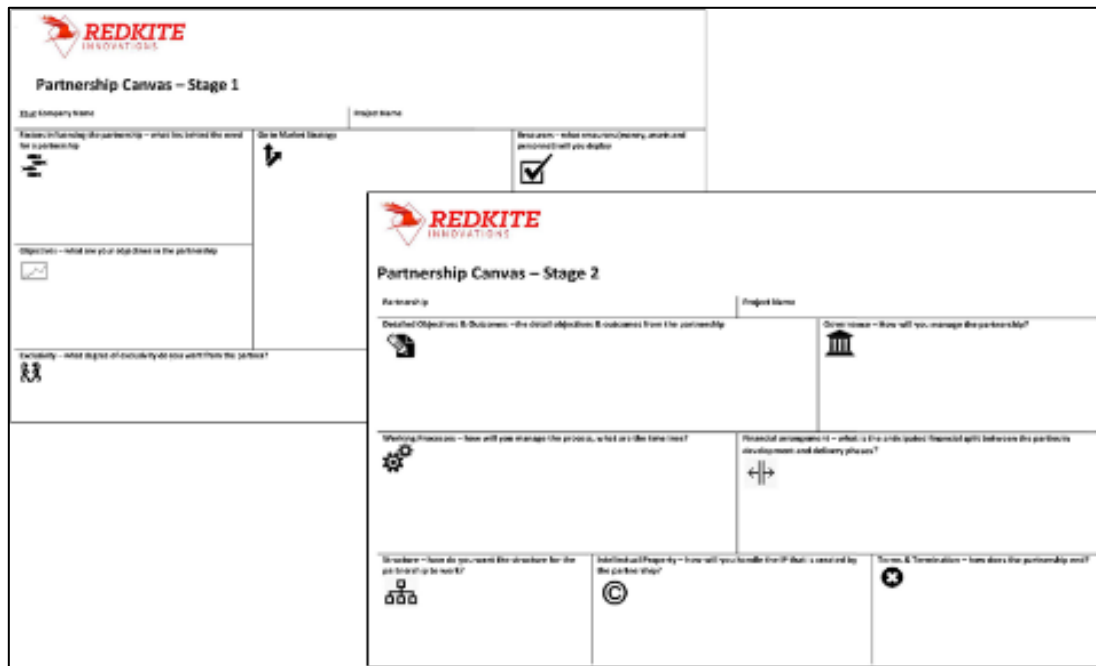 REDKITE
INNOVATIONS
Partnership Canvas – Stage 1
Your Company Name
Project Name
Factors influencing the partnership – what lies behind the need
for a partnership
Go to Market Strategy
Resources – what resources (money, assets and
personnel) will you deploy
Objectives – what are your objectives in the partnership
Exclusivity – what degree of exclusivity do you want from the partner?
REDKITE
INNOVATIONS
Partnership Canvas – Stage 2
Partnership
Project Name
Detailed Objectives & Outcomes – the detail objectives & outcomes from the partnership
Governance – How will you manage the partnership?
Working Processes – how will you manage the process, what are the time lines?
Financial arrangement – what is the anticipated financial split between the parties in
development and delivery phases?
Structure – how do you want the structure for the
partnership to work?
Intellectual Property – how will you handle the IP that is created by
the partnership?
©
Terms & Termination – how does the partnership end?